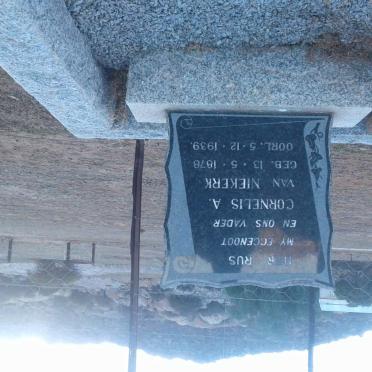 HIER RUS
MY EGGENOOT
EN ONS VADER
CORNELIS A.
VAN NIEKERK
GEB. 13 · 5 · 1878
OORL. 5 · 12 · 1939.